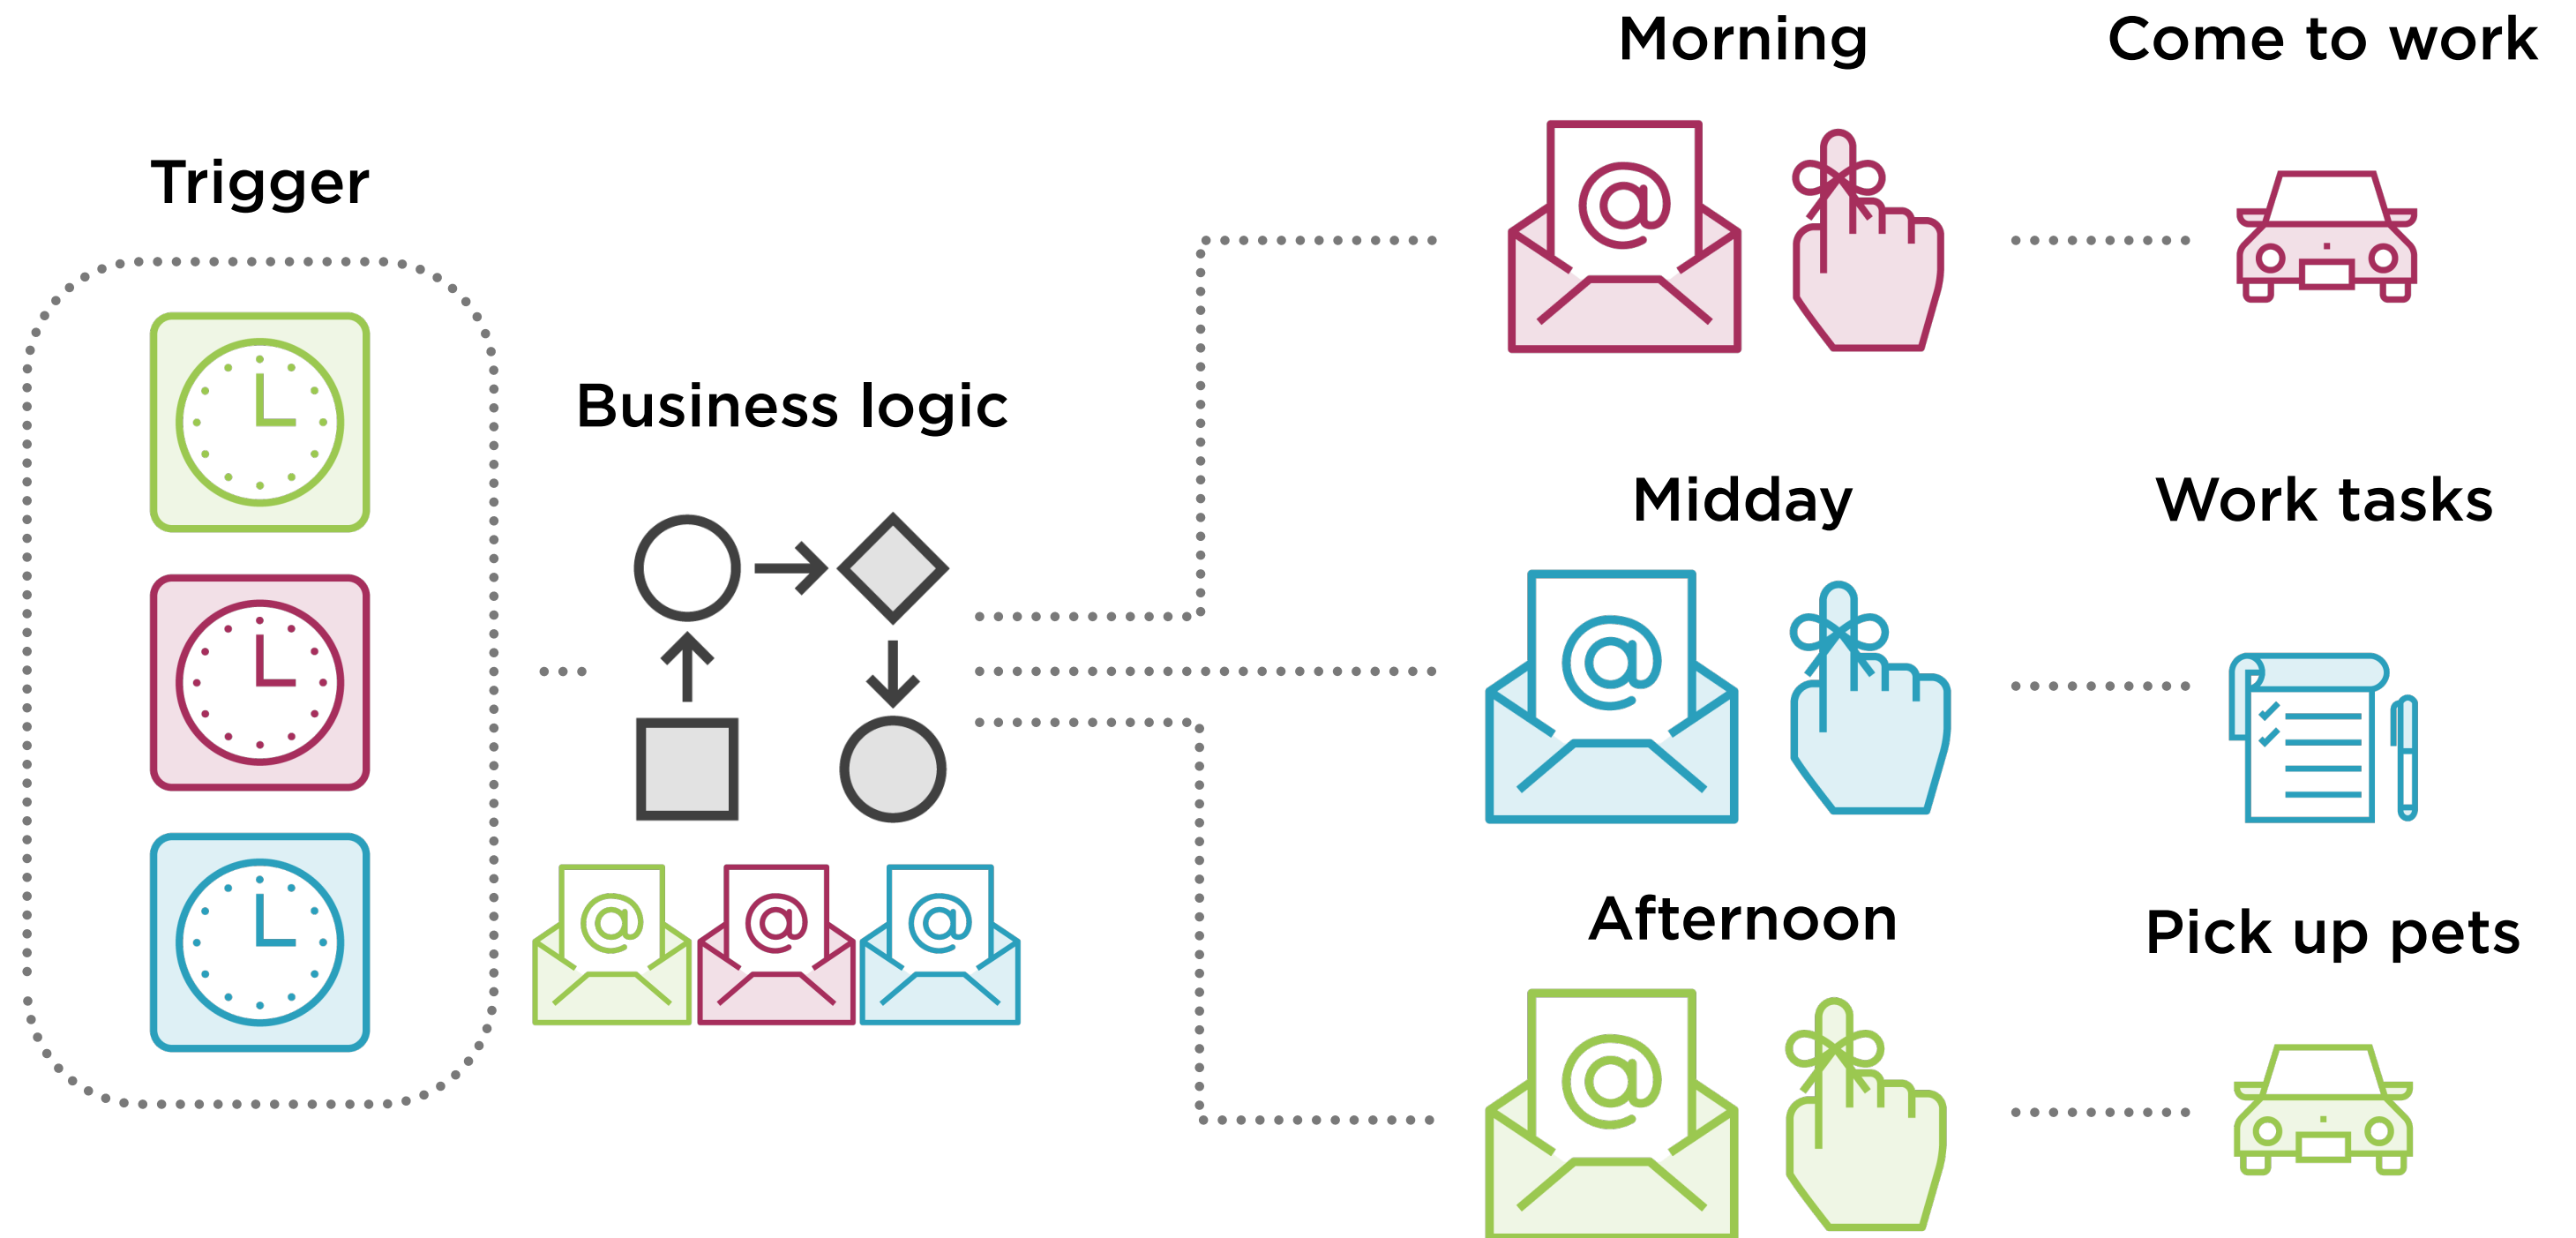 Trigger
Business logic
Morning
Come to work
Midday
Work tasks
Afternoon
Pick up pets
@
@
@
@
@
@